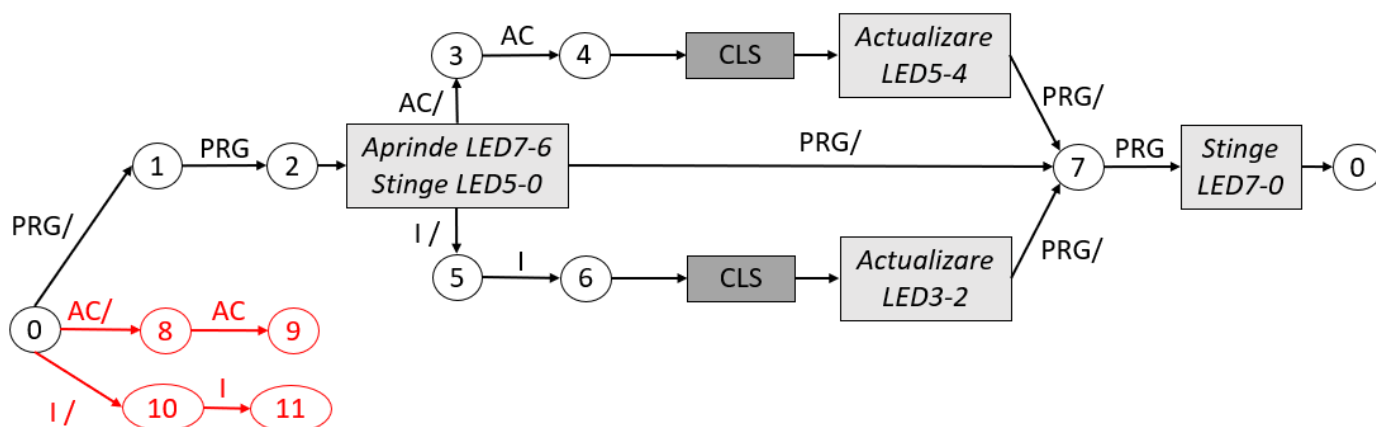 3
AC
4
CLS
Actualizare
LED5-4
AC/
PRG/
1
PRG
2
Aprinde LED7-6
Stinge LED5-0
PRG/
7
PRG
Stinge
LED7-0
0
PRG/
I /
5
I
6
CLS
Actualizare
LED3-2
PRG/
0
AC/
8
AC
9
I /
10
I
11